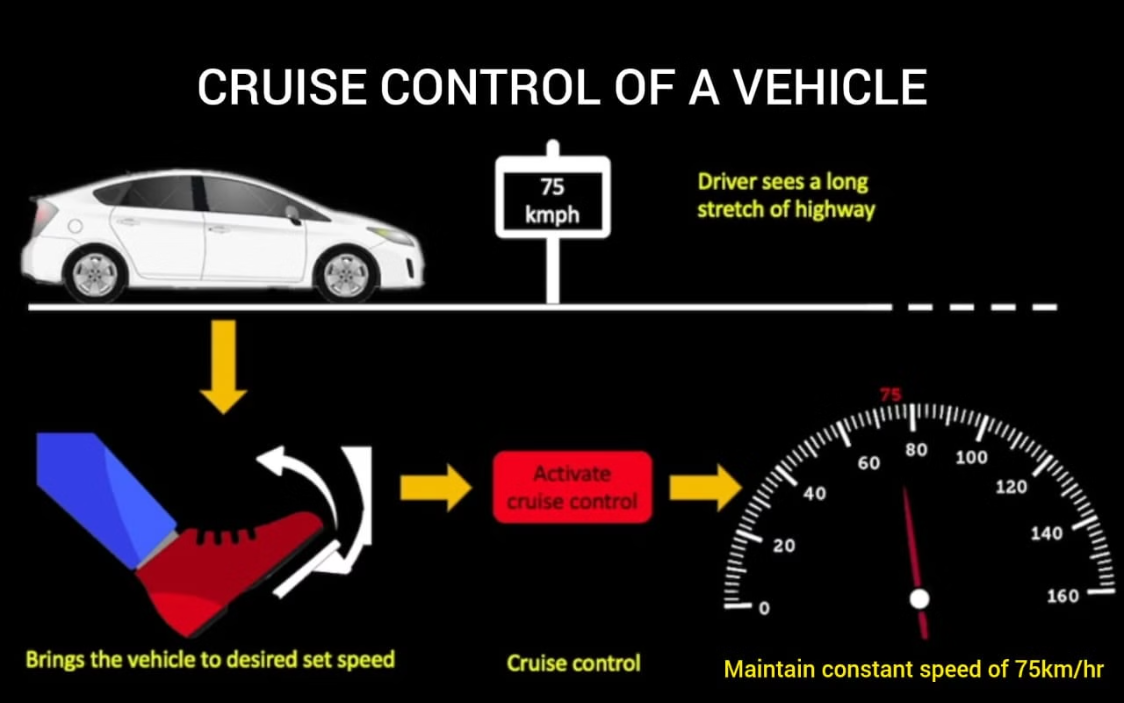 CRUISE CONTROL OF A VEHICLE
75
kmph
Driver sees a long
stretch of highway
Activate
cruise control
75
0
20
40
60
80
100
120
140
160
Brings the vehicle to desired set speed
Cruise control
Maintain constant speed of 75km/hr